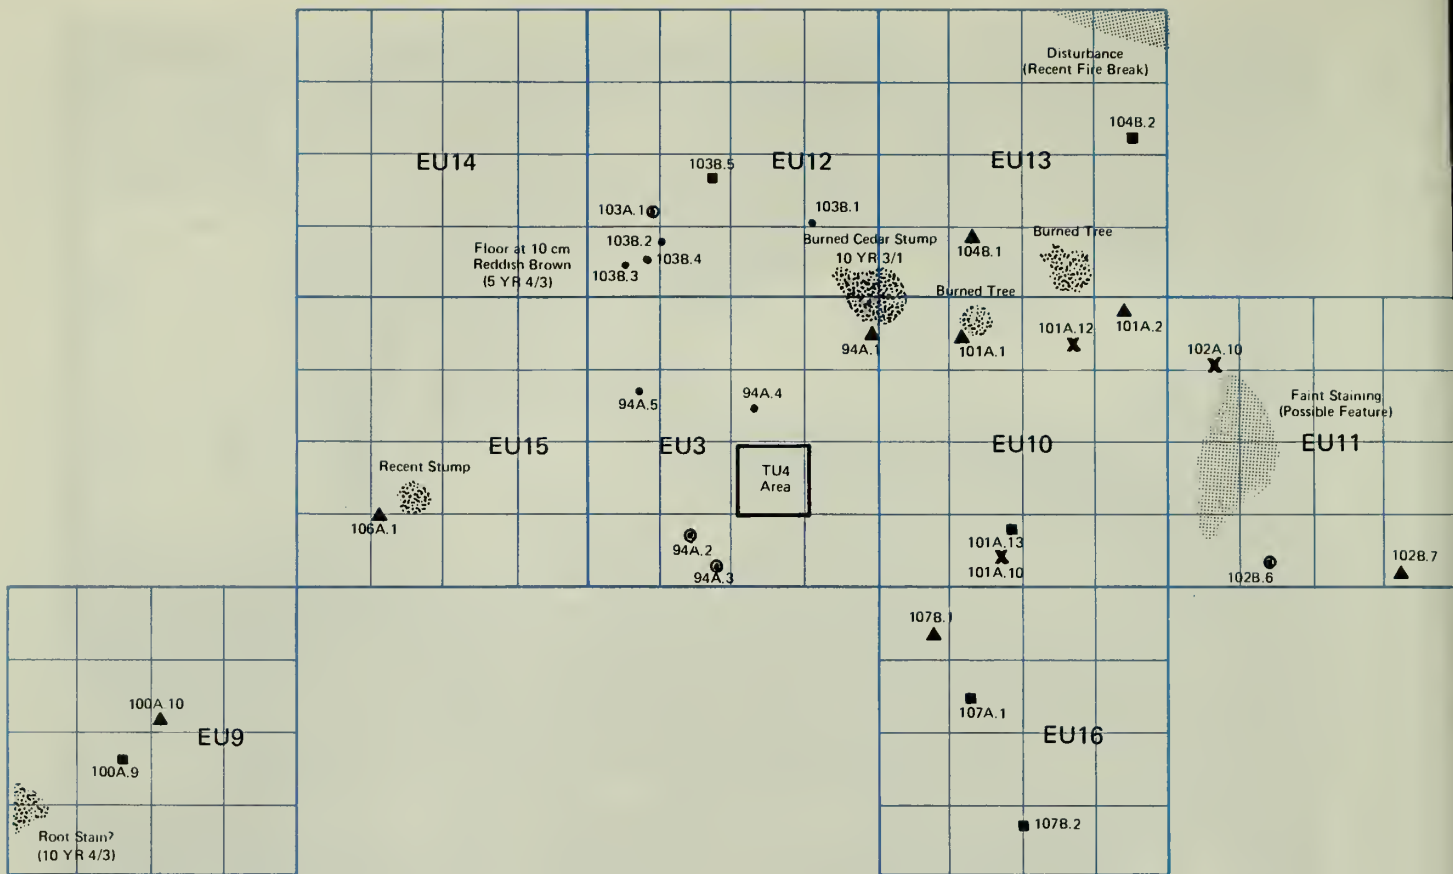 Disturbance
(Recent Fire Break)
104B.2
EU14
103B.5
EU12
EU13
103A.1
103B.1
103B.2
103B.4
103B.3
Floor at 10 cm
Reddish Brown
(5 YR 4/3)
Burned Cedar Stump
10 YR 3/1
104B.1
Burned Tree
Burned Tree
94A.1
101A.1
101A.12
101A.2
102A.10
94A.5
94A.4
Faint Staining
(Possible Feature)
EU15
EU3
EU10
EU11
Recent Stump
TU4
Area
106A.1
94A.2
94A.3
101A.13
101A.10
102B.6
102B.7
107B.1
100A.10
107A.1
EU9
EU16
100A.9
107B.2
Root Stain?
(10 YR 4/3)